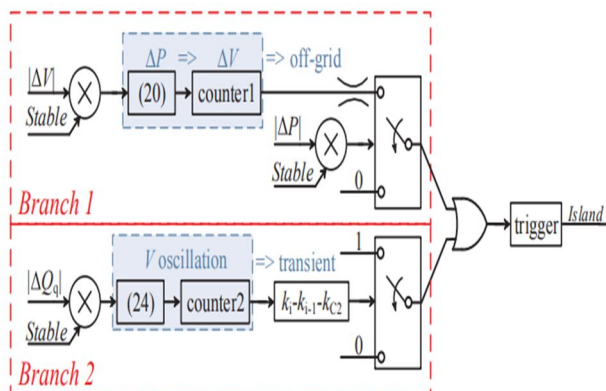 ΔP => ΔV => off-grid
|ΔV|
Stable
(20)
counter1
|ΔP|
Stable
0
Branch 1
trigger
Island
V oscillation => transient
1
|ΔQq|
Stable
(24)
counter2
ki-ki-1-kC2
0
Branch 2